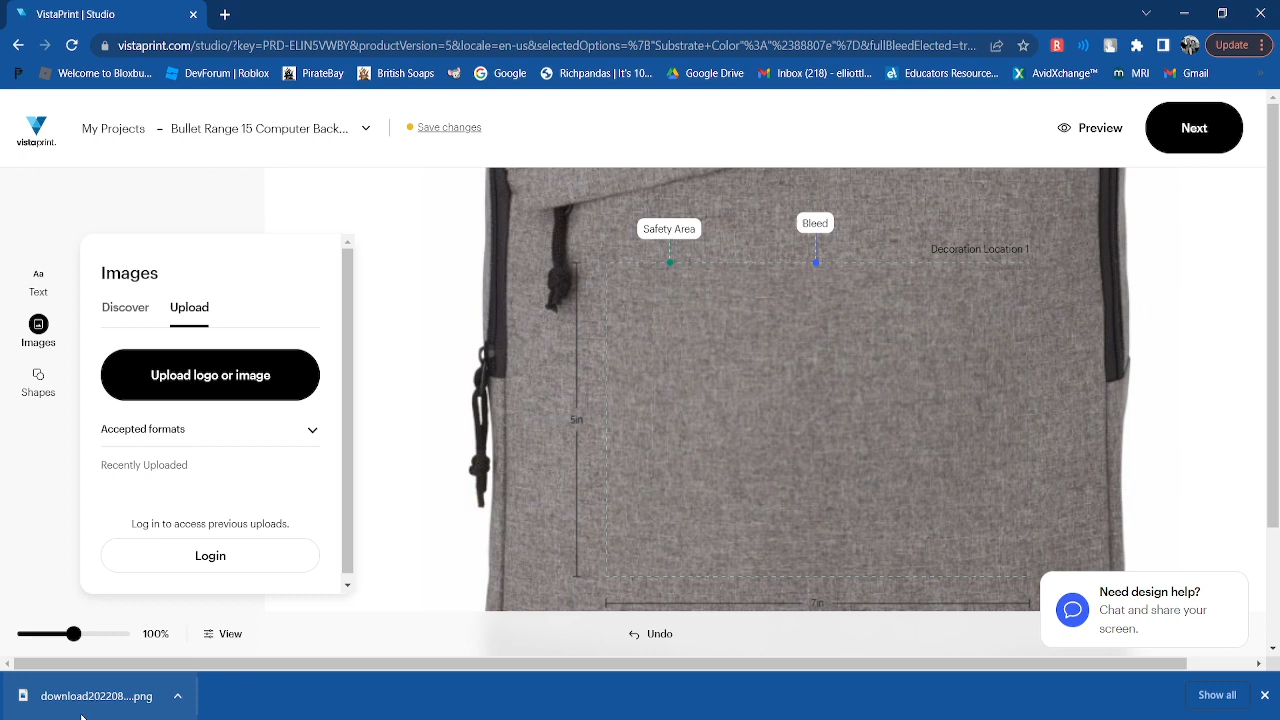 VistaPrint | Studio
vistaprint.com/studio/?key=PRD-ELIN5VWBY&productVersion=5&locale=en-us&selectedOptions=%7B"Substrate+Color"%3A"%2388807e"%7D&fullBleedElected=tr...
Update
Welcome to Bloxbu...
DevForum | Roblox
PirateBay
British Soaps
Google
Richpandas | It's 10...
Google Drive
Inbox (218) - elliottl...
Educators Resource...
AvidXchange™
MRI
Gmail
»
vistaprint.
My Projects – Bullet Range 15 Computer Back...
Save changes
Preview
Next
Safety Area
Bleed
Decoration Location 1
Aa
Text
Images
Shapes
Images
Discover
Upload
Upload logo or image
Accepted formats
Recently Uploaded
Log in to access previous uploads.
Login
5in
7in
Need design help?
Chat and share your
screen.
100%
View
Undo
download202208....png
Show all